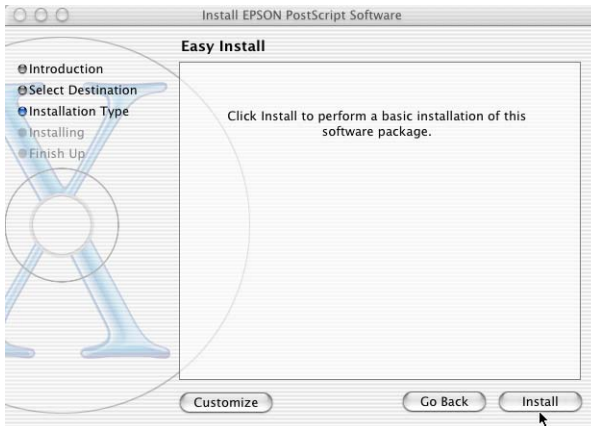 Install EPSON PostScript Software
Easy Install
Introduction
Select Destination
Installation Type
Installing
Finish Up
Click Install to perform a basic installation of this
software package.
Customize
Go Back
Install